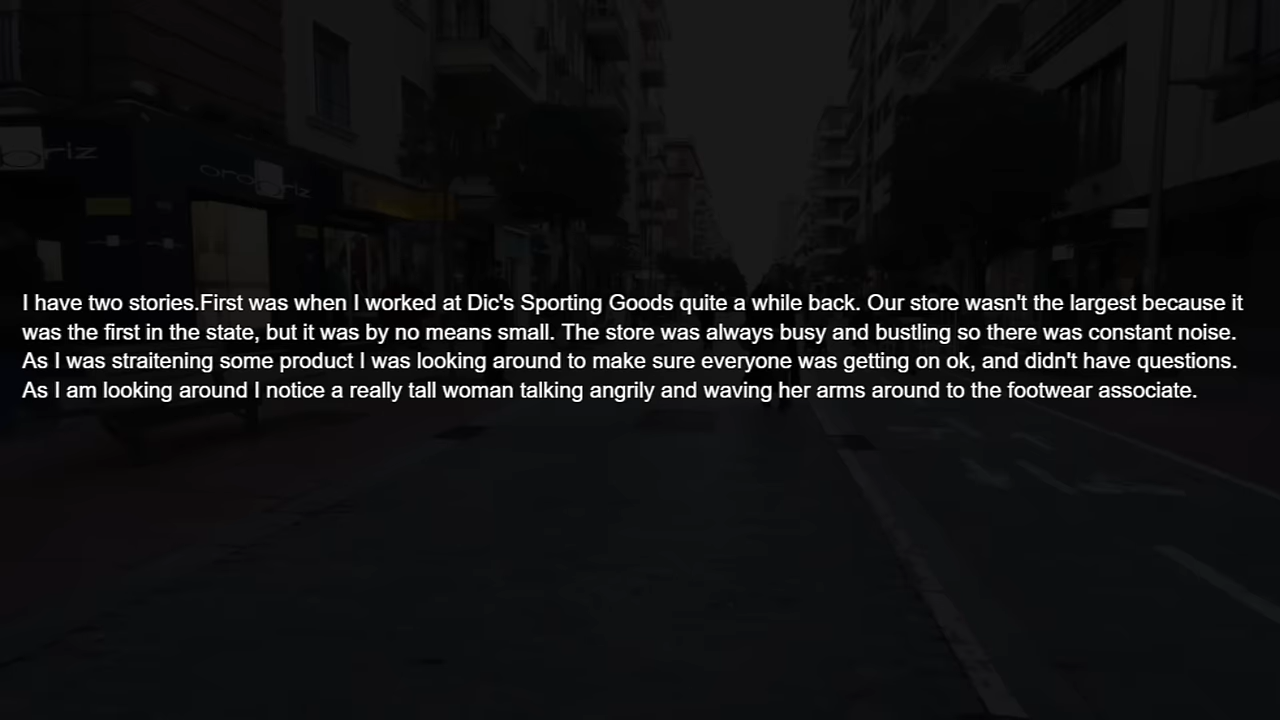 oro riz
I have two stories.First was when I worked at Dic's Sporting Goods quite a while back. Our store wasn't the largest because it
was the first in the state, but it was by no means small. The store was always busy and bustling so there was constant noise.
As I was straitening some product I was looking around to make sure everyone was getting on ok, and didn't have questions.
As I am looking around I notice a really tall woman talking angrily and waving her arms around to the footwear associate.